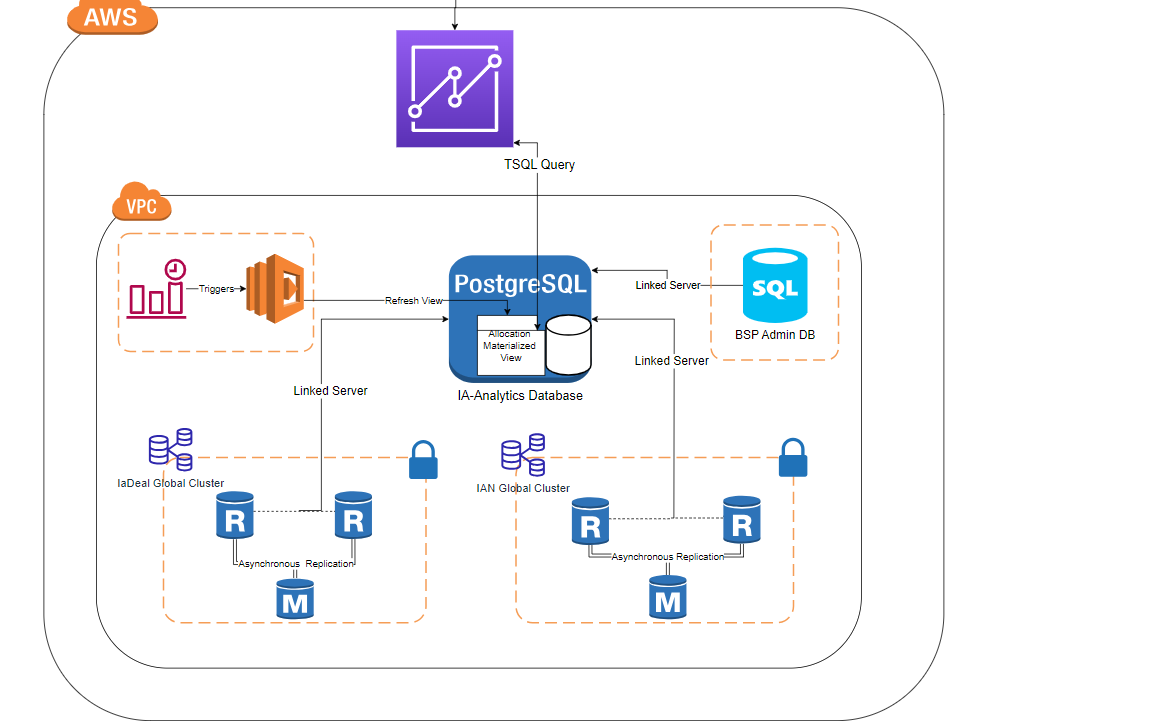 AWS
TSQL Query
VPC
PostgreSQL
SQL
Triggers
Linked Server
Refresh View
BSP Admin DB
Allocation
Materialized
View
Linked Server
Linked Server
IA-Analytics Database
IaDeal Global Cluster
IAN Global Cluster
R
R
R
R
Asynchronous Replication
Asynchronous Replication
M
M